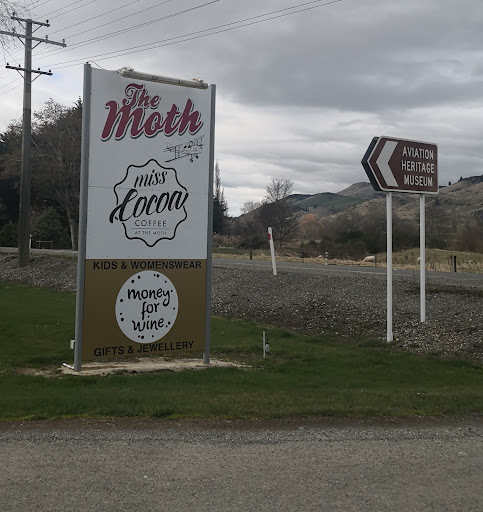 The
Moth
miss
Cocoa
COFFEE
AT THE MOTH
KIDS & WOMENSWEAR
money
for
wine
GIFTS & JEWELLERY
AVIATION
HERITAGE
MUSEUM